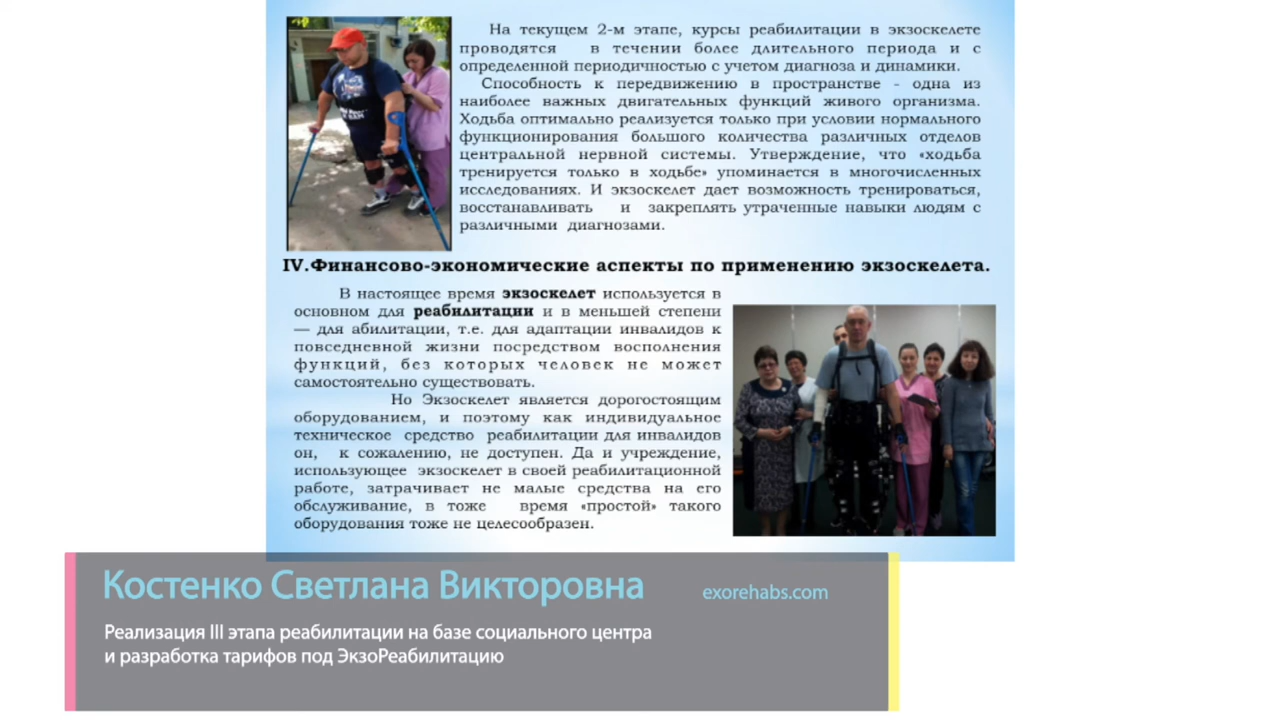 На текущем 2-м этапе, курсы реабилитации в экзоскелете
проводятся в течении более длительного периода и с
определенной периодичностью с учетом диагноза и динамики.
Способность к передвижению в пространстве - одна из
наиболее важных двигательных функций живого организма.
Ходьба оптимально реализуется только при условии нормального
функционирования большого количества различных отделов
центральной нервной системы. Утверждение, что «ходьба
тренируется только в ходьбе» упоминается в многочисленных
исследованиях. И экзоскелет дает возможность тренироваться,
восстанавливать и закреплять утраченные навыки людям с
различными диагнозами.
IV.Финансово-экономические аспекты по применению экзоскелета.
В настоящее время экзоскелет используется в
основном для реабилитации и в меньшей степени
— для абилитации, т.е. для адаптации инвалидов к
повседневной жизни посредством восполнения
функций, без которых человек не может
самостоятельно существовать.
Но Экзоскелет является дорогостоящим
оборудованием, и поэтому как индивидуальное
техническое средство реабилитации для инвалидов
он, к сожалению, не доступен. Да и учреждение,
использующее экзоскелет в своей реабилитационной
работе, затрачивает не малые средства на его
обслуживание, в тоже время «простой» такого
оборудования тоже не целесообразен.
Костенко Светлана Викторовна
exorehabs.com
Реализация III этапа реабилитации на базе социального центра
и разработка тарифов под ЭкзоРеабилитацию